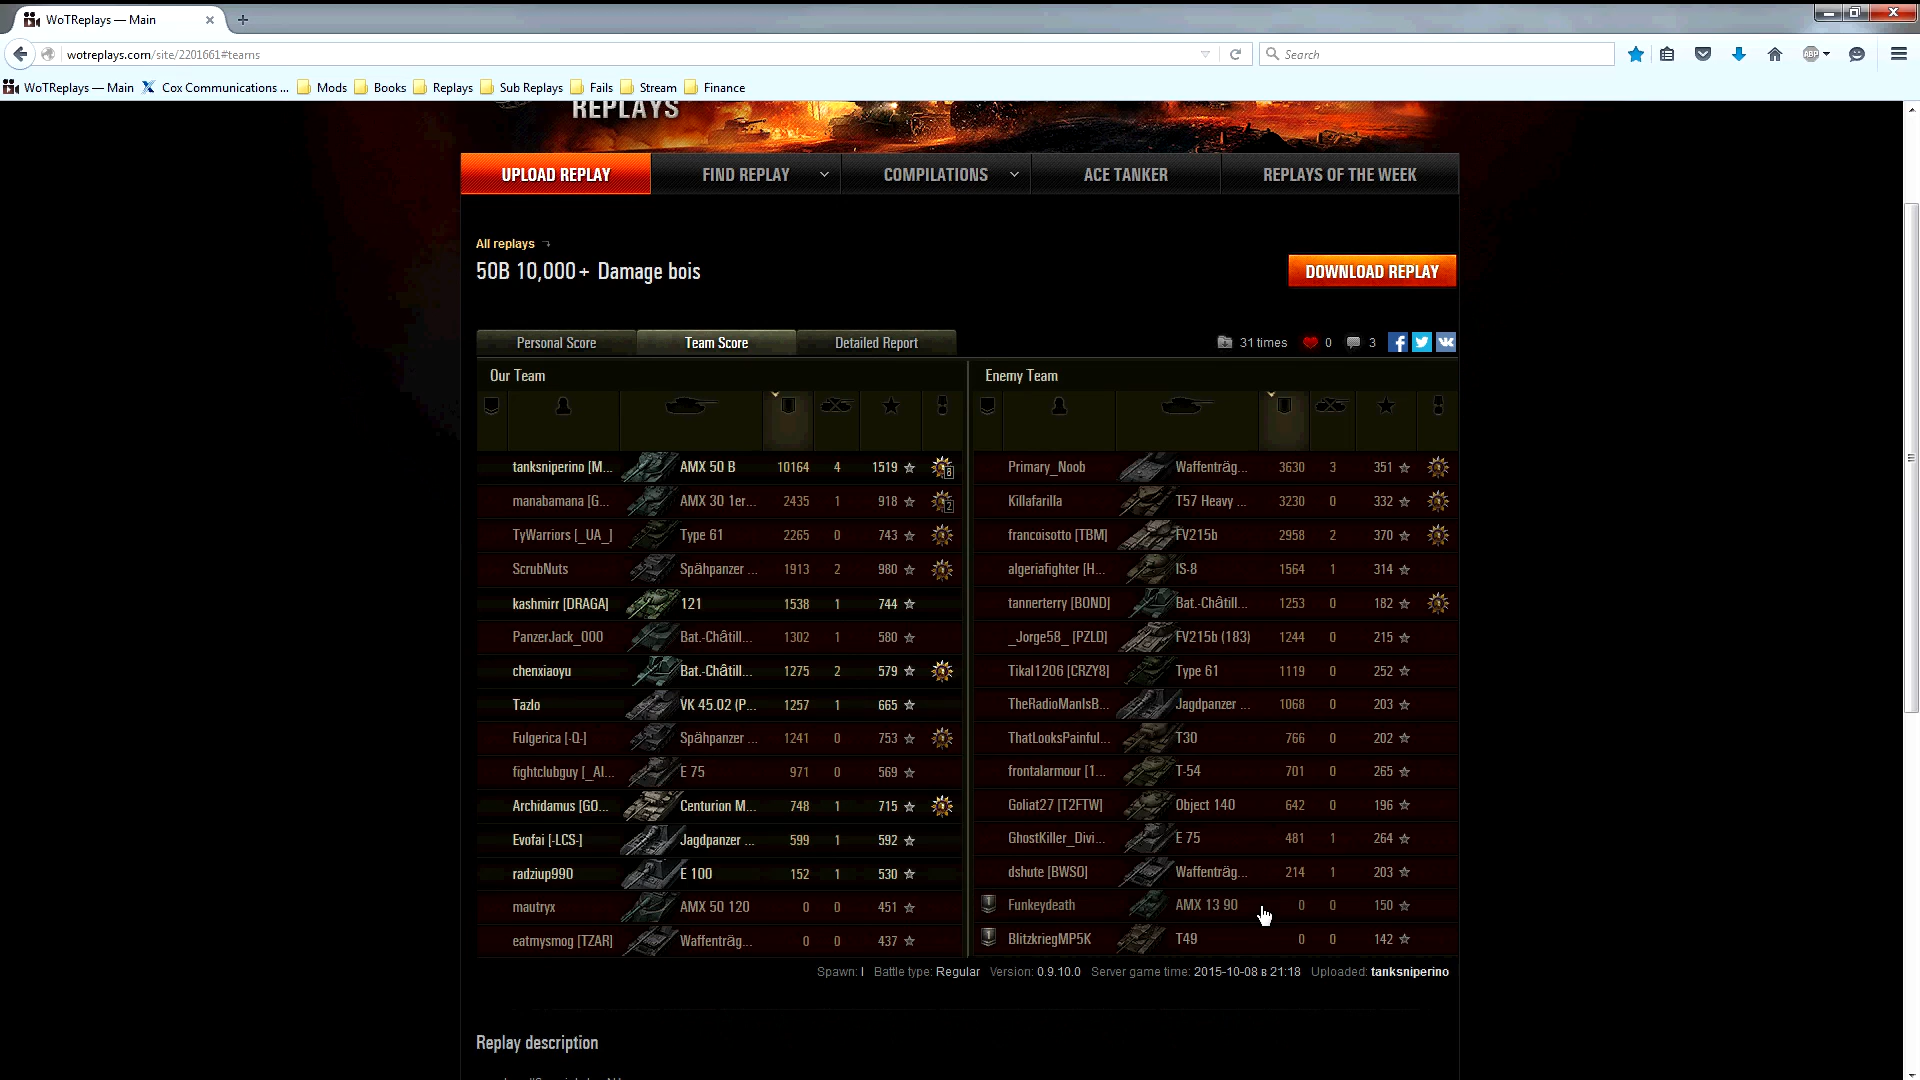 WoTReplays — Main
wotreplays.com/site/2201661#teams
Search
ABP
WoTReplays — Main Cox Communications ... Mods Books Replays Sub Replays Fails Stream Finance
REPLAYS
UPLOAD REPLAY FIND REPLAY COMPILATIONS ACE TANKER REPLAYS OF THE WEEK
All replays
50B 10,000+ Damage bois
DOWNLOAD REPLAY
Personal Score Team Score Detailed Report
31 times 0 3
Our Team
tanksniperino [M... AMX 50 B 10164 4 1519 8
manabamana [G... AMX 30 1er... 2435 1 918 2
TyWarriors [_UA_] Type 61 2265 0 743
ScrubNuts Spähpanzer ... 1913 2 980
kashmirr [DRAGA] 121 1538 1 744
PanzerJack_000 Bat.-Châtill... 1302 1 580
chenxiaoyu Bat.-Châtill... 1275 2 579
Tazlo VK 45.02 (P... 1257 1 665
Fulgerica [-Q-] Spähpanzer ... 1241 0 753
fightclubguy [_AI... E 75 971 0 569
Archidamus [GO... Centurion M... 748 1 715
Evofai [-LCS-] Jagdpanzer ... 599 1 592
radziup990 E 100 152 1 530
mautryx AMX 50 120 0 0 451
eatmysmog [TZAR] Waffenträg... 0 0 437
Enemy Team
Primary_Noob Waffenträg... 3630 3 351
Killafarilla T57 Heavy ... 3230 0 332
francoisotto [TBM] FV215b 2958 2 370
algeriafighter [H... IS-8 1564 1 314
tannerterry [BOND] Bat.-Châtill... 1253 0 182
_Jorge58_ [PZLD] FV215b (183) 1244 0 215
Tikal1206 [CRZY8] Type 61 1119 0 252
TheRadioManIsB... Jagdpanzer ... 1068 0 203
ThatLooksPainful... T30 766 0 202
frontalarmour [1... T-54 701 0 265
Goliat27 [T2FTW] Object 140 642 0 196
GhostKiller_Divi... E 75 481 1 264
dshute [BWSO] Waffenträg... 214 1 203
Funkeydeath AMX 13 90 0 0 150
BlitzkriegMP5K T49 0 0 142
Spawn: I Battle type: Regular Version: 0.9.10.0 Server game time: 2015-10-08 в 21:18 Uploaded: tanksniperino
Replay description